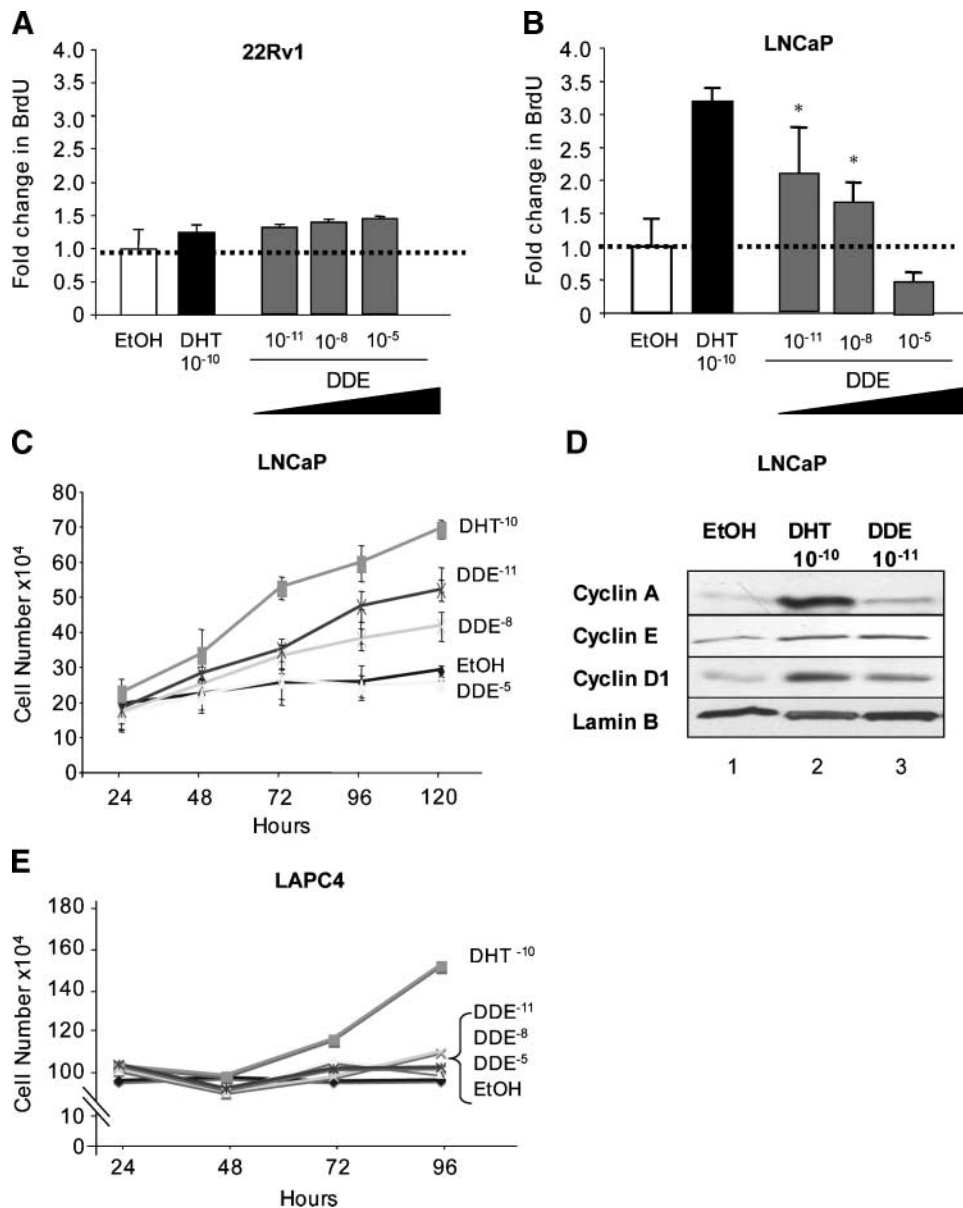 A
22Rv1
Fold change in BrdU
4.0
3.5
3.0
2.5
2.0
1.5
1.0
0.5
0
EtOH
DHT
10⁻¹⁰
10⁻¹¹ 10⁻⁸ 10⁻⁵
DDE
B
LNCaP
Fold change in BrdU
4.0
3.5
3.0
2.5
2.0
1.5
1.0
0.5
0
* *
EtOH
DHT
10⁻¹⁰
10⁻¹¹ 10⁻⁸ 10⁻⁵
DDE
C
LNCaP
Cell Number x10⁴
80
70
60
50
40
30
20
10
0
24 48 72 96 120
Hours
DHT⁻¹⁰
DDE⁻¹¹
DDE⁻⁸
EtOH
DDE⁻⁵
D
LNCaP
EtOH DHT DDE
10⁻¹⁰ 10⁻¹¹
Cyclin A
Cyclin E
Cyclin D1
Lamin B
1 2 3
E
LAPC4
Cell Number x10⁴
180
160
140
120
100
10
0
24 48 72 96
Hours
DHT ⁻¹⁰
DDE⁻¹¹
DDE⁻⁸
DDE⁻⁵
EtOH